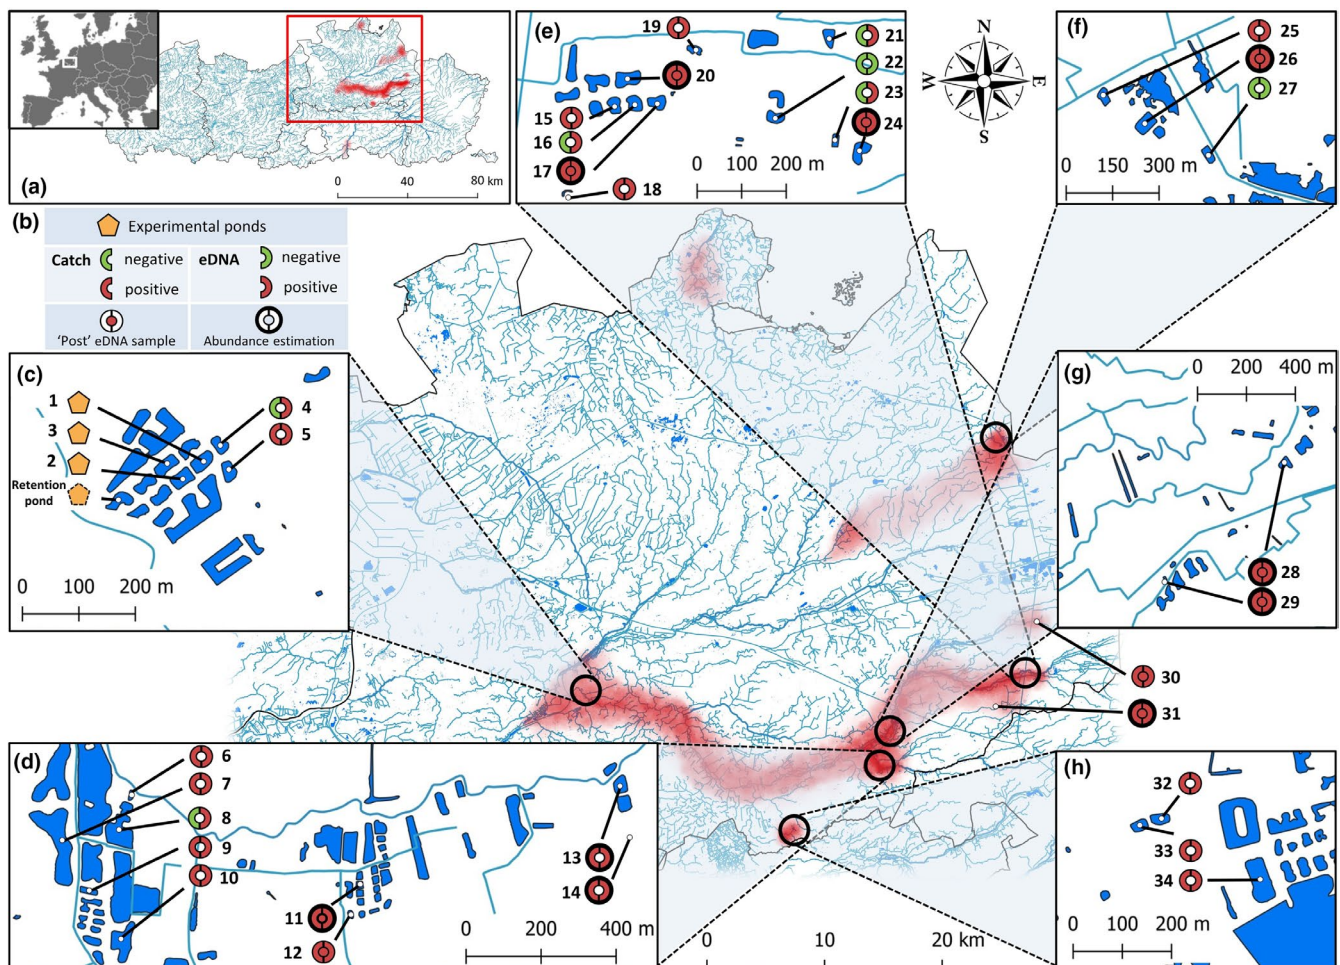 (a)
0 40 80 km
(b)
Experimental ponds
Catch negative eDNA negative
positive positive
'Post' eDNA sample Abundance estimation
(c)
1
3
2
Retention
pond
4
5
0 100 200 m
(d)
6
7
8
9
10
11
12
13
14
0 200 400 m
(e)
19
20
15
16
17
18
21
22
23
24
0 100 200 m
N
W E
S
(f)
25
26
27
0 150 300 m
(g)
0 200 400 m
28
29
30
31
(h)
32
33
34
0 100 200 m
0 10 20 km